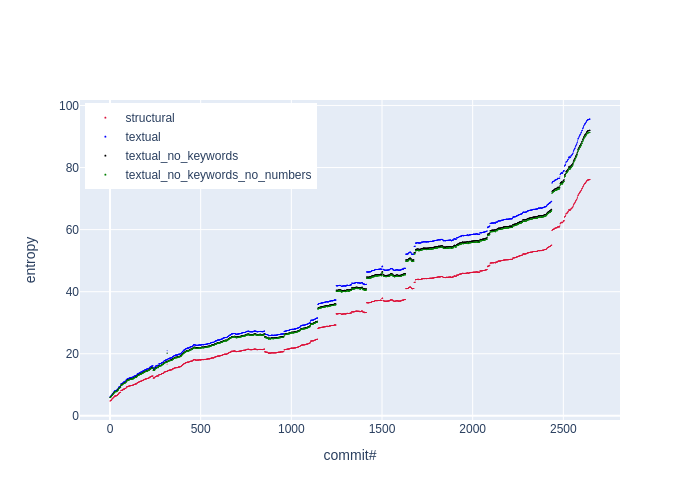 structural
textual
textual_no_keywords
textual_no_keywords_no_numbers
100
80
60
40
20
0
entropy
0 500 1000 1500 2000 2500
commit#